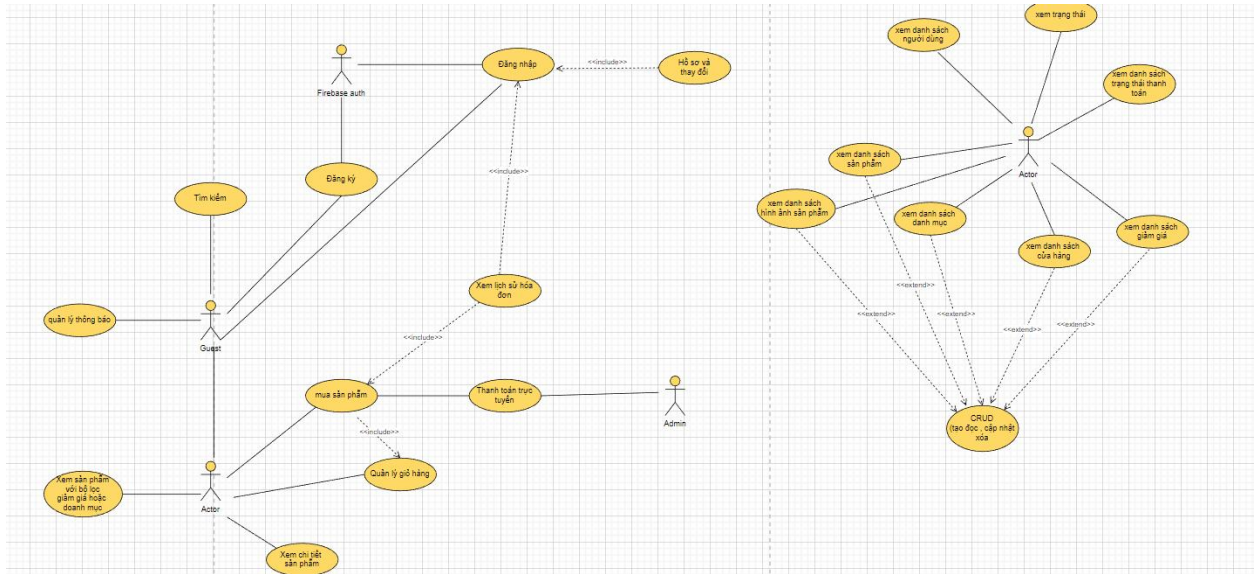 Đăng nhập
<<include>>
Hồ sơ và
thay đổi
Firebase auth
Đăng ký
<<include>>
Tìm kiếm
Xem lịch sử hóa
đơn
quản lý thông báo
Guest
<<include>>
mua sản phẩm
Thanh toán trực
tuyến
Admin
<<include>>
Quản lý giỏ hàng
Xem sản phẩm
với bộ lọc
giảm giá hoặc
doanh mục
Actor
Xem chi tiết
sản phẩm
xem trạng thái
xem danh sách
người dùng
xem danh sách
trạng thái thanh
toán
Actor
xem danh sách
sản phẩm
xem danh sách
hình ảnh sản phẩm
xem danh sách
danh mục
xem danh sách
cửa hàng
xem danh sách
giảm giá
<<extend>>
<<extend>>
<<extend>>
<<extend>>
<<extend>>
CRUD
(tạo đọc , cập nhật
xóa